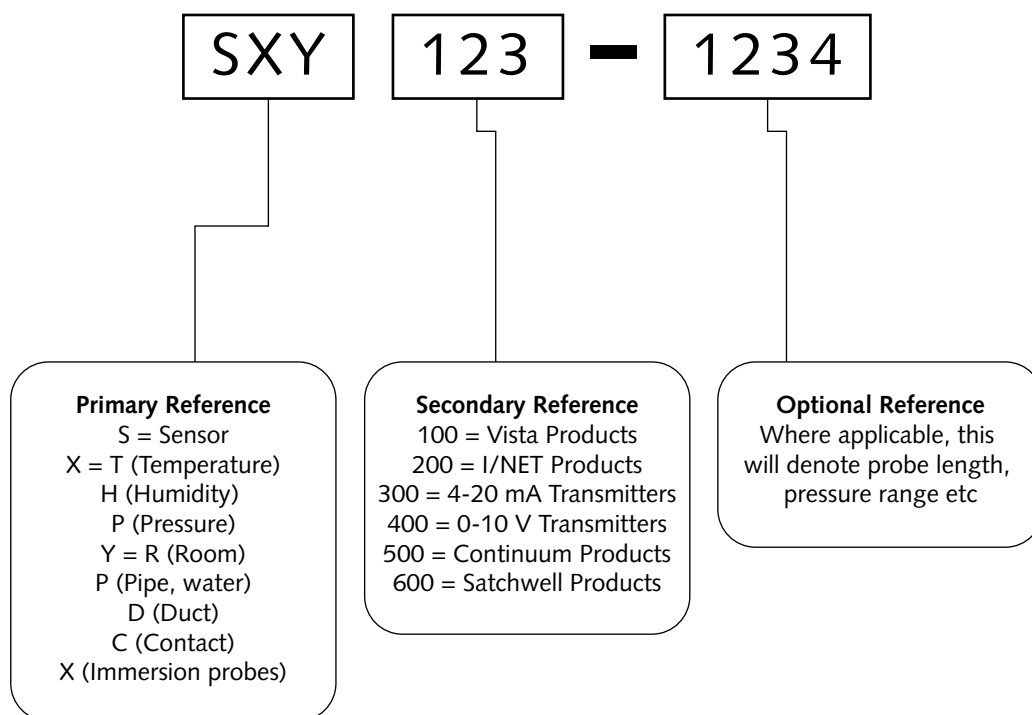 SXY 123 - 1234
Primary Reference
S = Sensor
X = T (Temperature)
H (Humidity)
P (Pressure)
Y = R (Room)
P (Pipe, water)
D (Duct)
C (Contact)
X (Immersion probes)
Secondary Reference
100 = Vista Products
200 = I/NET Products
300 = 4-20 mA Transmitters
400 = 0-10 V Transmitters
500 = Continuum Products
600 = Satchwell Products
Optional Reference
Where applicable, this
will denote probe length,
pressure range etc